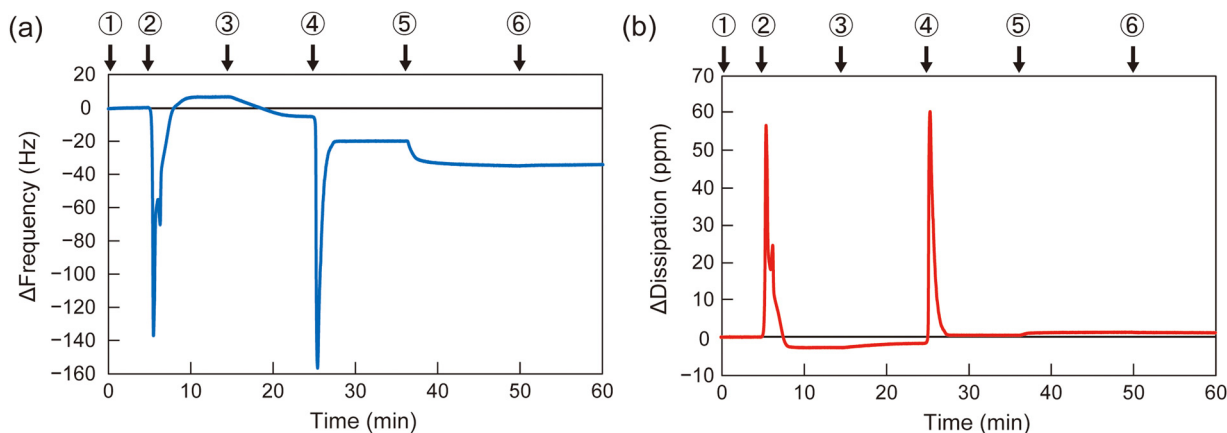 (a)
① ② ③ ④ ⑤ ⑥
20
0
−20
−40
−60
−80
−100
−120
−140
−160
ΔFrequency (Hz)
0 10 20 30 40 50 60
Time (min)
(b)
① ② ③ ④ ⑤ ⑥
70
60
50
40
30
20
10
0
−10
ΔDissipation (ppm)
0 10 20 30 40 50 60
Time (min)